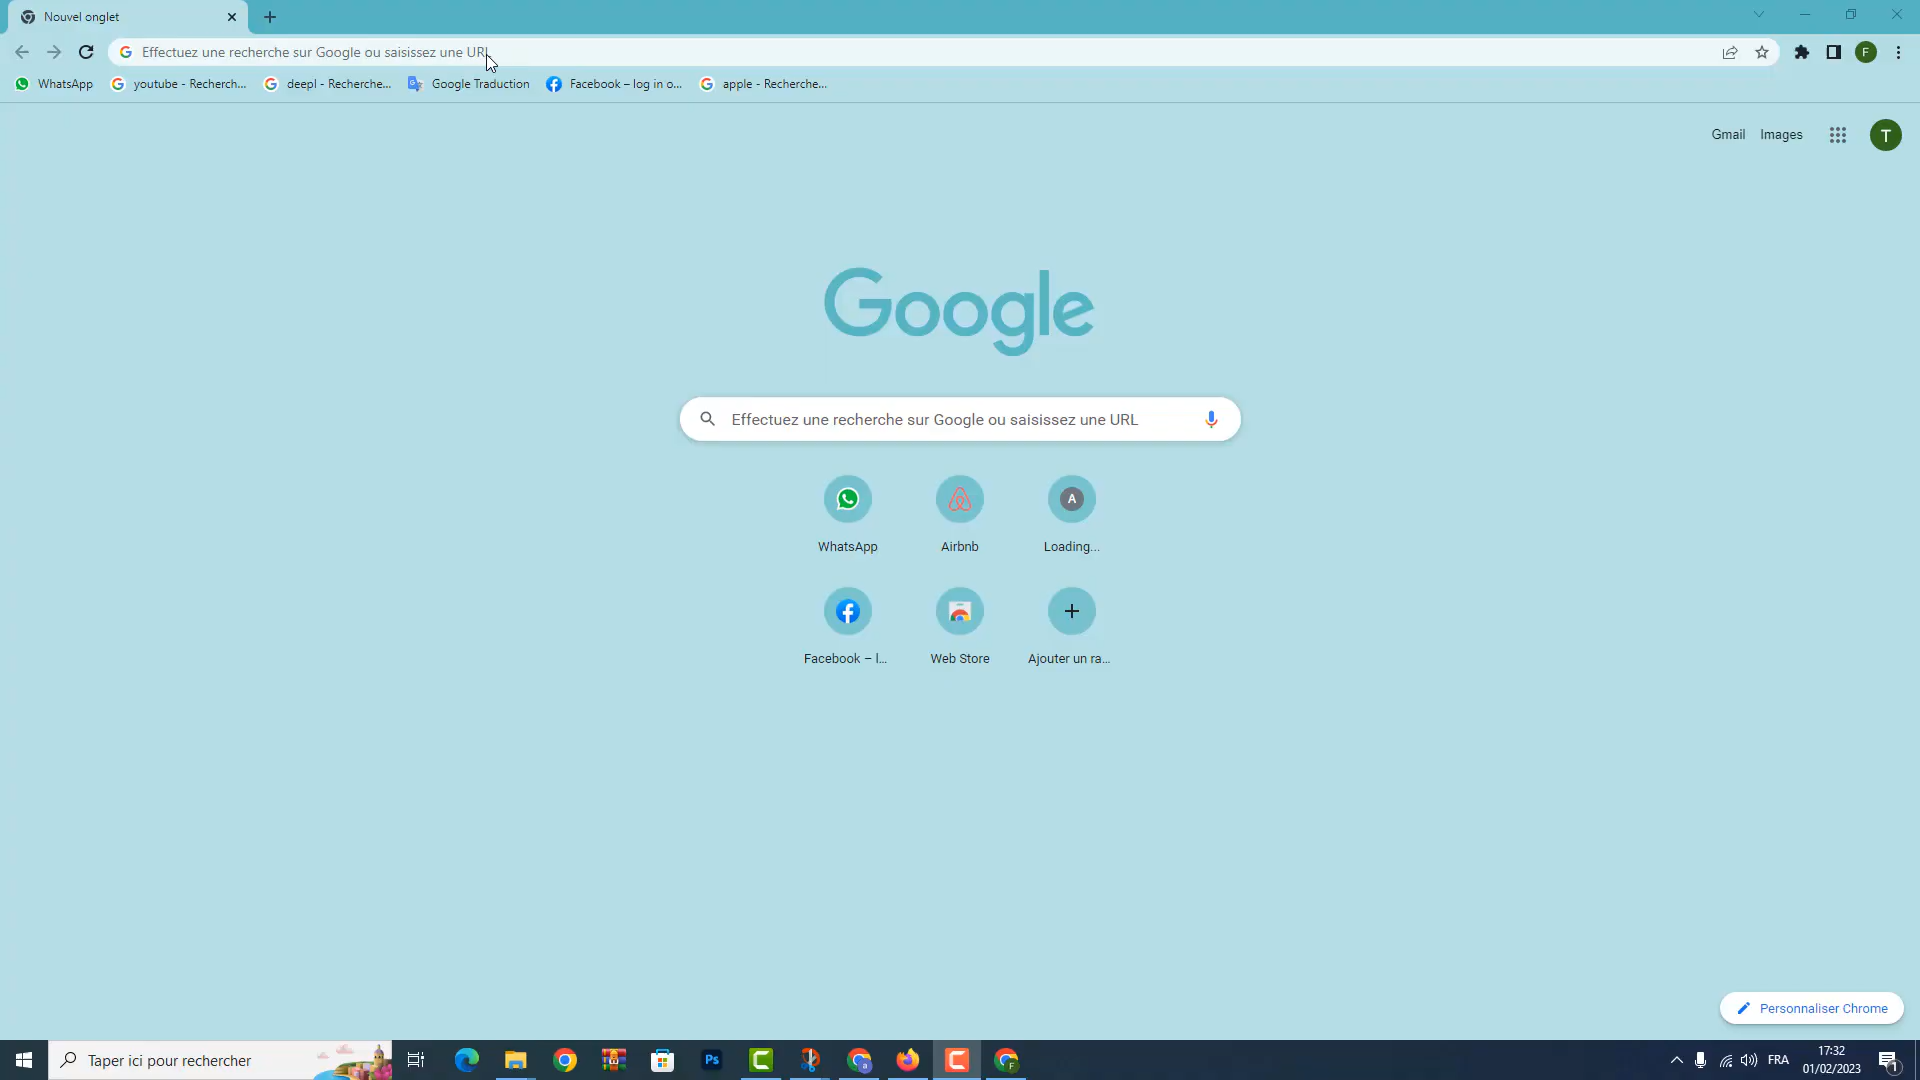 Nouvel onglet
Effectuez une recherche sur Google ou saisissez une URL
F
WhatsApp
youtube - Recherch...
deepl - Recherche...
Google Traduction
Facebook – log in o...
apple - Recherche...
Gmail
Images
T
Google
Effectuez une recherche sur Google ou saisissez une URL
A
WhatsApp
Airbnb
Loading...
Facebook – l...
Web Store
Ajouter un ra...
Personnaliser Chrome
Taper ici pour rechercher
Ps
a
F
FRA
17:32
01/02/2023
1